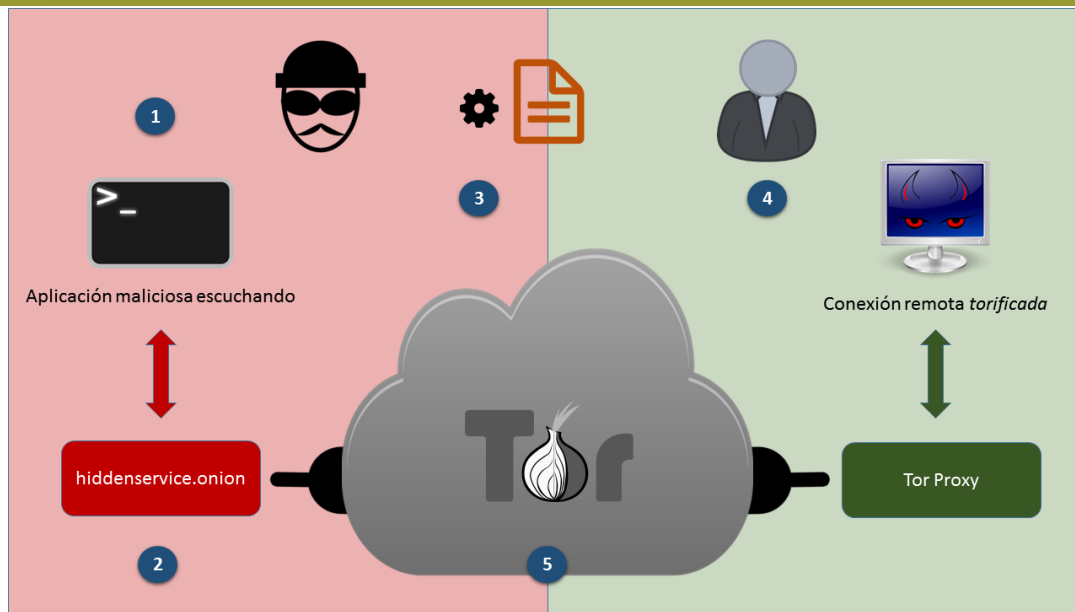 1
3
4
>_
Aplicación maliciosa escuchando
Conexión remota torificada
Tor
hiddenservice.onion
Tor Proxy
2
5